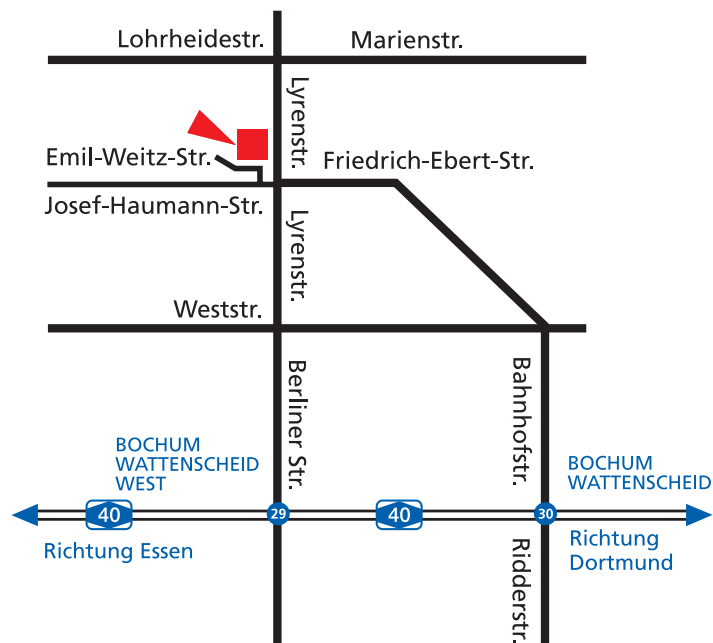 Lohrheidestr.
Marienstr.
Lyrenstr.
Emil-Weitz-Str.
Friedrich-Ebert-Str.
Josef-Haumann-Str.
Lyrenstr.
Weststr.
Berliner Str.
Bahnhofstr.
BOCHUM
WATTENSCHEID
WEST
BOCHUM
WATTENSCHEID
40
29
40
30
Richtung Essen
Richtung
Dortmund
Ridderstr.